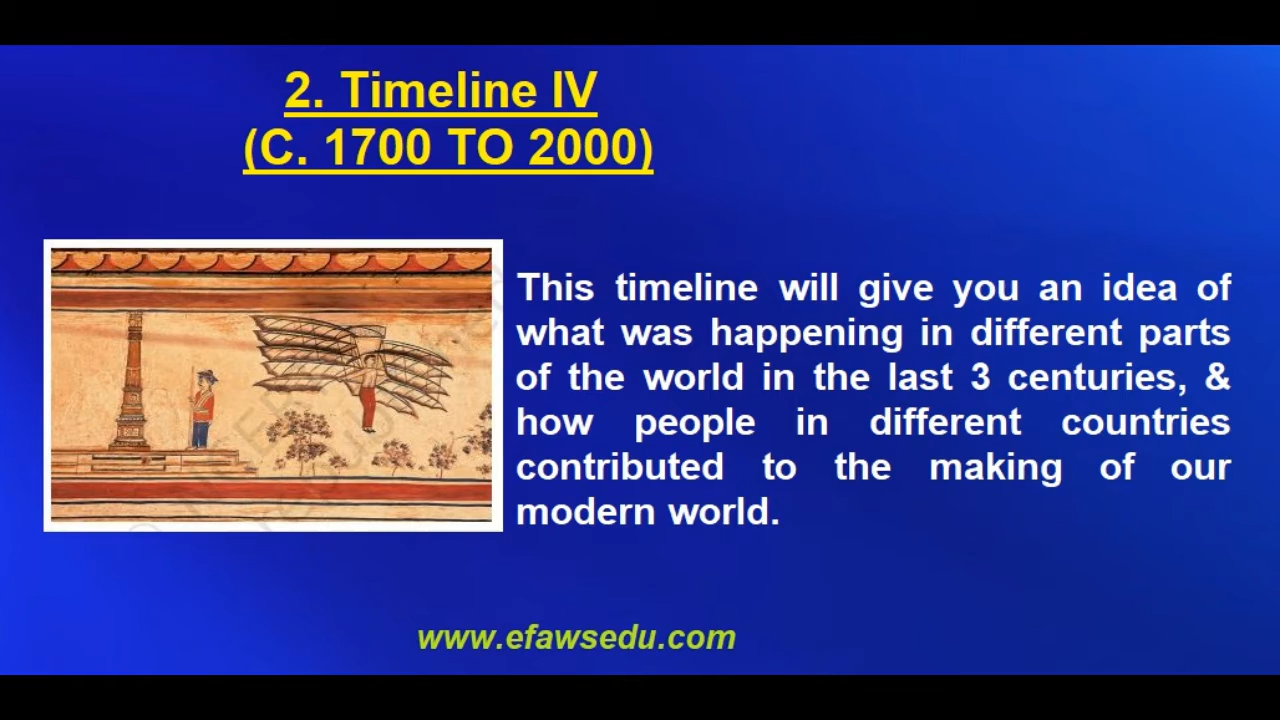 2. Timeline IV
(C. 1700 TO 2000)
This timeline will give you an idea of
what was happening in different parts
of the world in the last 3 centuries, &
how people in different countries
contributed to the making of our
modern world.
www.efawsedu.com